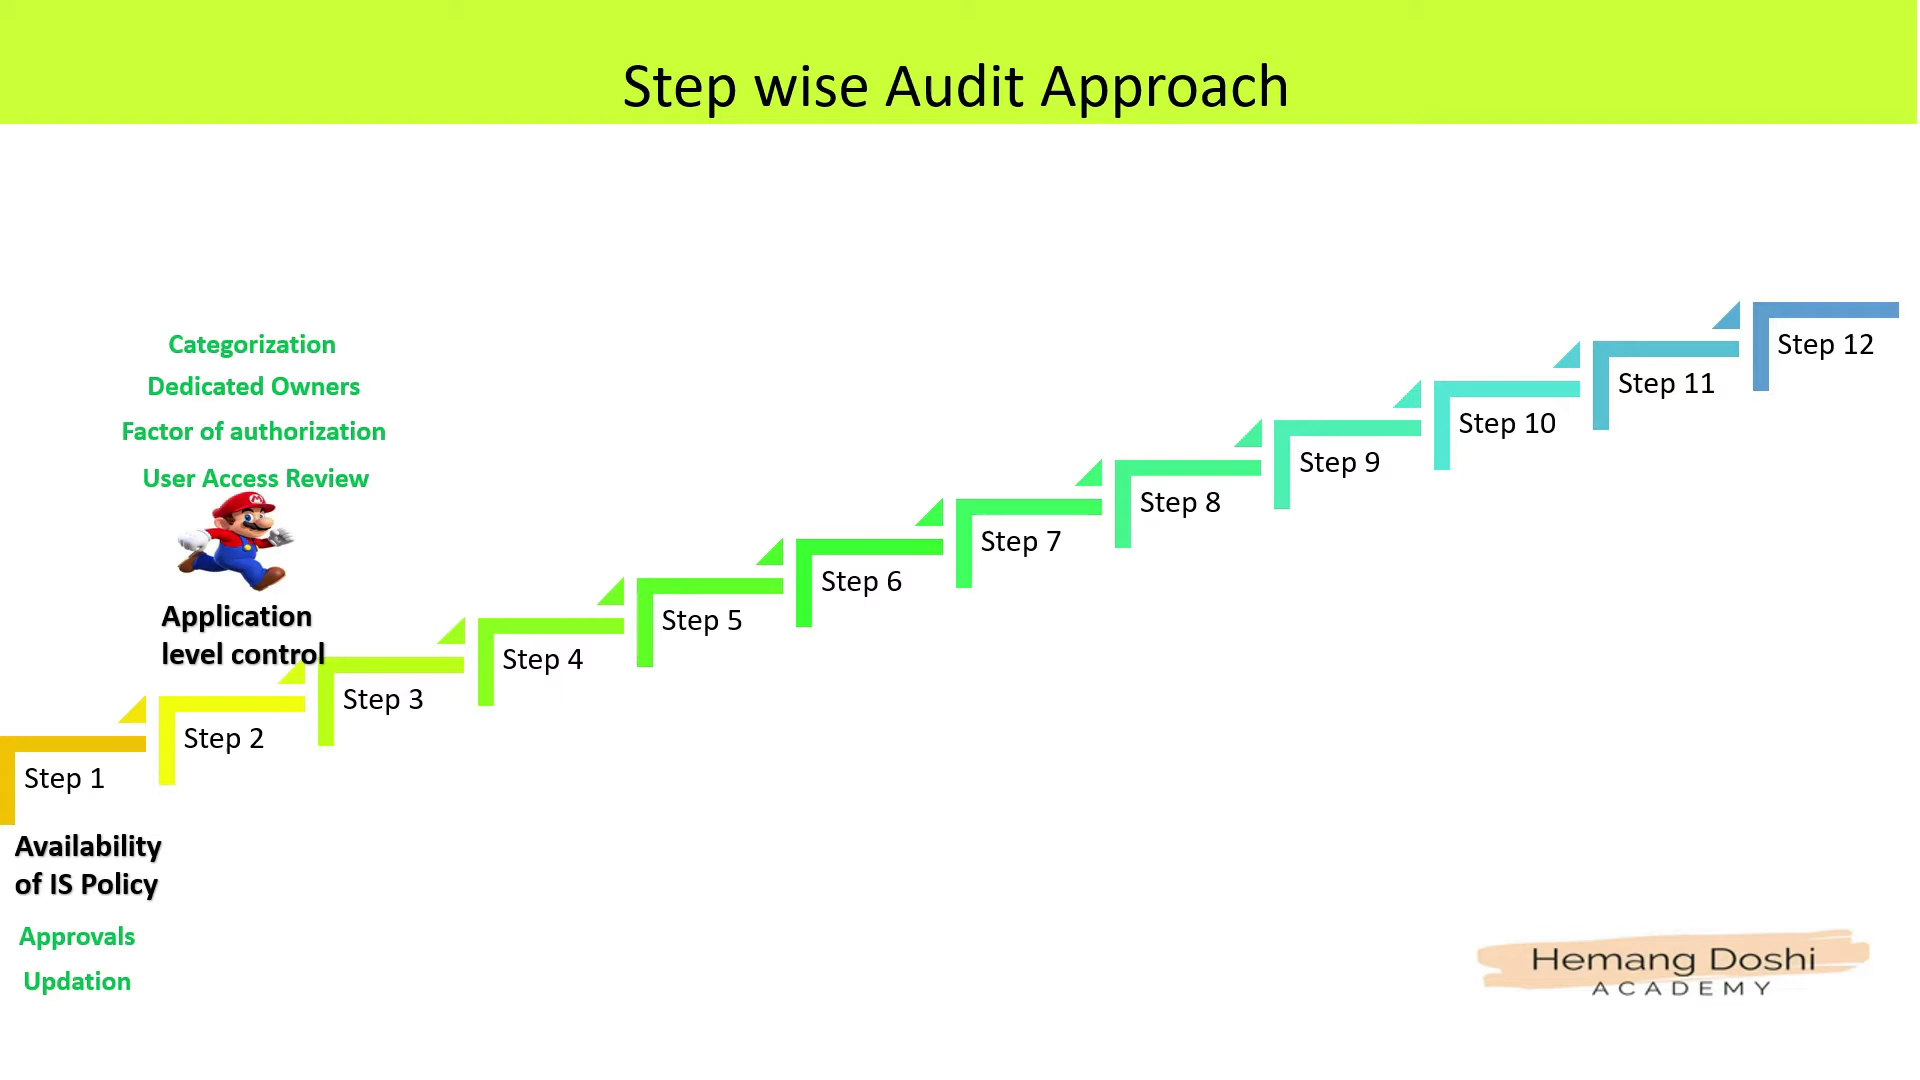 Step wise Audit Approach
Categorization
Dedicated Owners
Factor of authorization
User Access Review
Application
level control
Step 1
Step 2
Step 3
Step 4
Step 5
Step 6
Step 7
Step 8
Step 9
Step 10
Step 11
Step 12
Availability
of IS Policy
Approvals
Updation
Hemang Doshi
ACADEMY